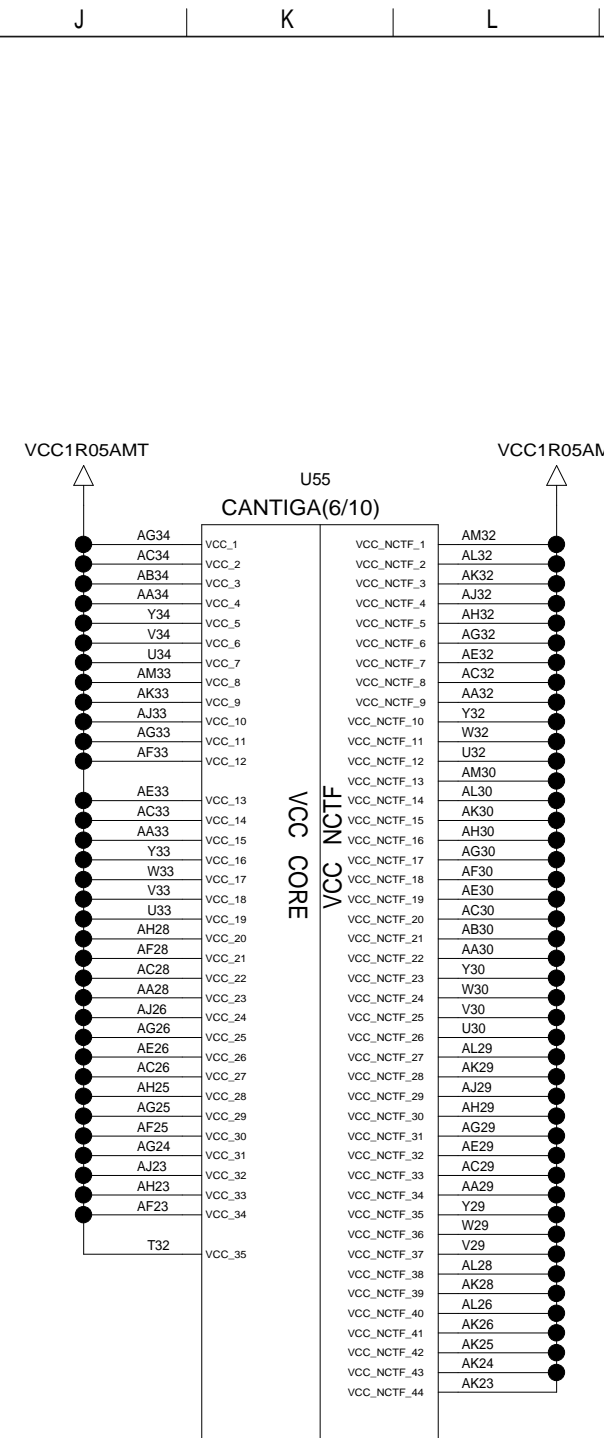 J K L
VCC1R05AMT VCC1R05AM
U55
CANTIGA(6/10)
AG34 VCC_1 VCC_NCTF_1 AM32
AC34 VCC_2 VCC_NCTF_2 AL32
AB34 VCC_3 VCC_NCTF_3 AK32
AA34 VCC_4 VCC_NCTF_4 AJ32
Y34 VCC_5 VCC_NCTF_5 AH32
V34 VCC_6 VCC_NCTF_6 AG32
U34 VCC_7 VCC_NCTF_7 AE32
AM33 VCC_8 VCC_NCTF_8 AC32
AK33 VCC_9 VCC_NCTF_9 AA32
AJ33 VCC_10 VCC_NCTF_10 Y32
AG33 VCC_11 VCC_NCTF_11 W32
AF33 VCC_12 VCC_NCTF_12 U32
VCC_NCTF_13 AM30
AE33 VCC_13 VCC_NCTF_14 AL30
AC33 VCC_14 VCC_NCTF_15 AK30
AA33 VCC_15 VCC_NCTF_16 AH30
Y33 VCC_16 VCC_NCTF_17 AG30
W33 VCC_17 VCC_NCTF_18 AF30
V33 VCC_18 VCC_NCTF_19 AE30
U33 VCC_19 VCC_NCTF_20 AC30
AH28 VCC_20 VCC_NCTF_21 AB30
AF28 VCC_21 VCC_NCTF_22 AA30
AC28 VCC_22 VCC_NCTF_23 Y30
AA28 VCC_23 VCC_NCTF_24 W30
AJ26 VCC_24 VCC_NCTF_25 V30
AG26 VCC_25 VCC_NCTF_26 U30
AE26 VCC_26 VCC_NCTF_27 AL29
AC26 VCC_27 VCC_NCTF_28 AK29
AH25 VCC_28 VCC_NCTF_29 AJ29
AG25 VCC_29 VCC_NCTF_30 AH29
AF25 VCC_30 VCC_NCTF_31 AG29
AG24 VCC_31 VCC_NCTF_32 AE29
AJ23 VCC_32 VCC_NCTF_33 AC29
AH23 VCC_33 VCC_NCTF_34 AA29
AF23 VCC_34 VCC_NCTF_35 Y29
VCC_NCTF_36 W29
T32 VCC_35 VCC_NCTF_37 V29
VCC_NCTF_38 AL28
VCC_NCTF_39 AK28
VCC_NCTF_40 AL26
VCC_NCTF_41 AK26
VCC_NCTF_42 AK25
VCC_NCTF_43 AK24
VCC_NCTF_44 AK23
VCC CORE
VCC NCTF